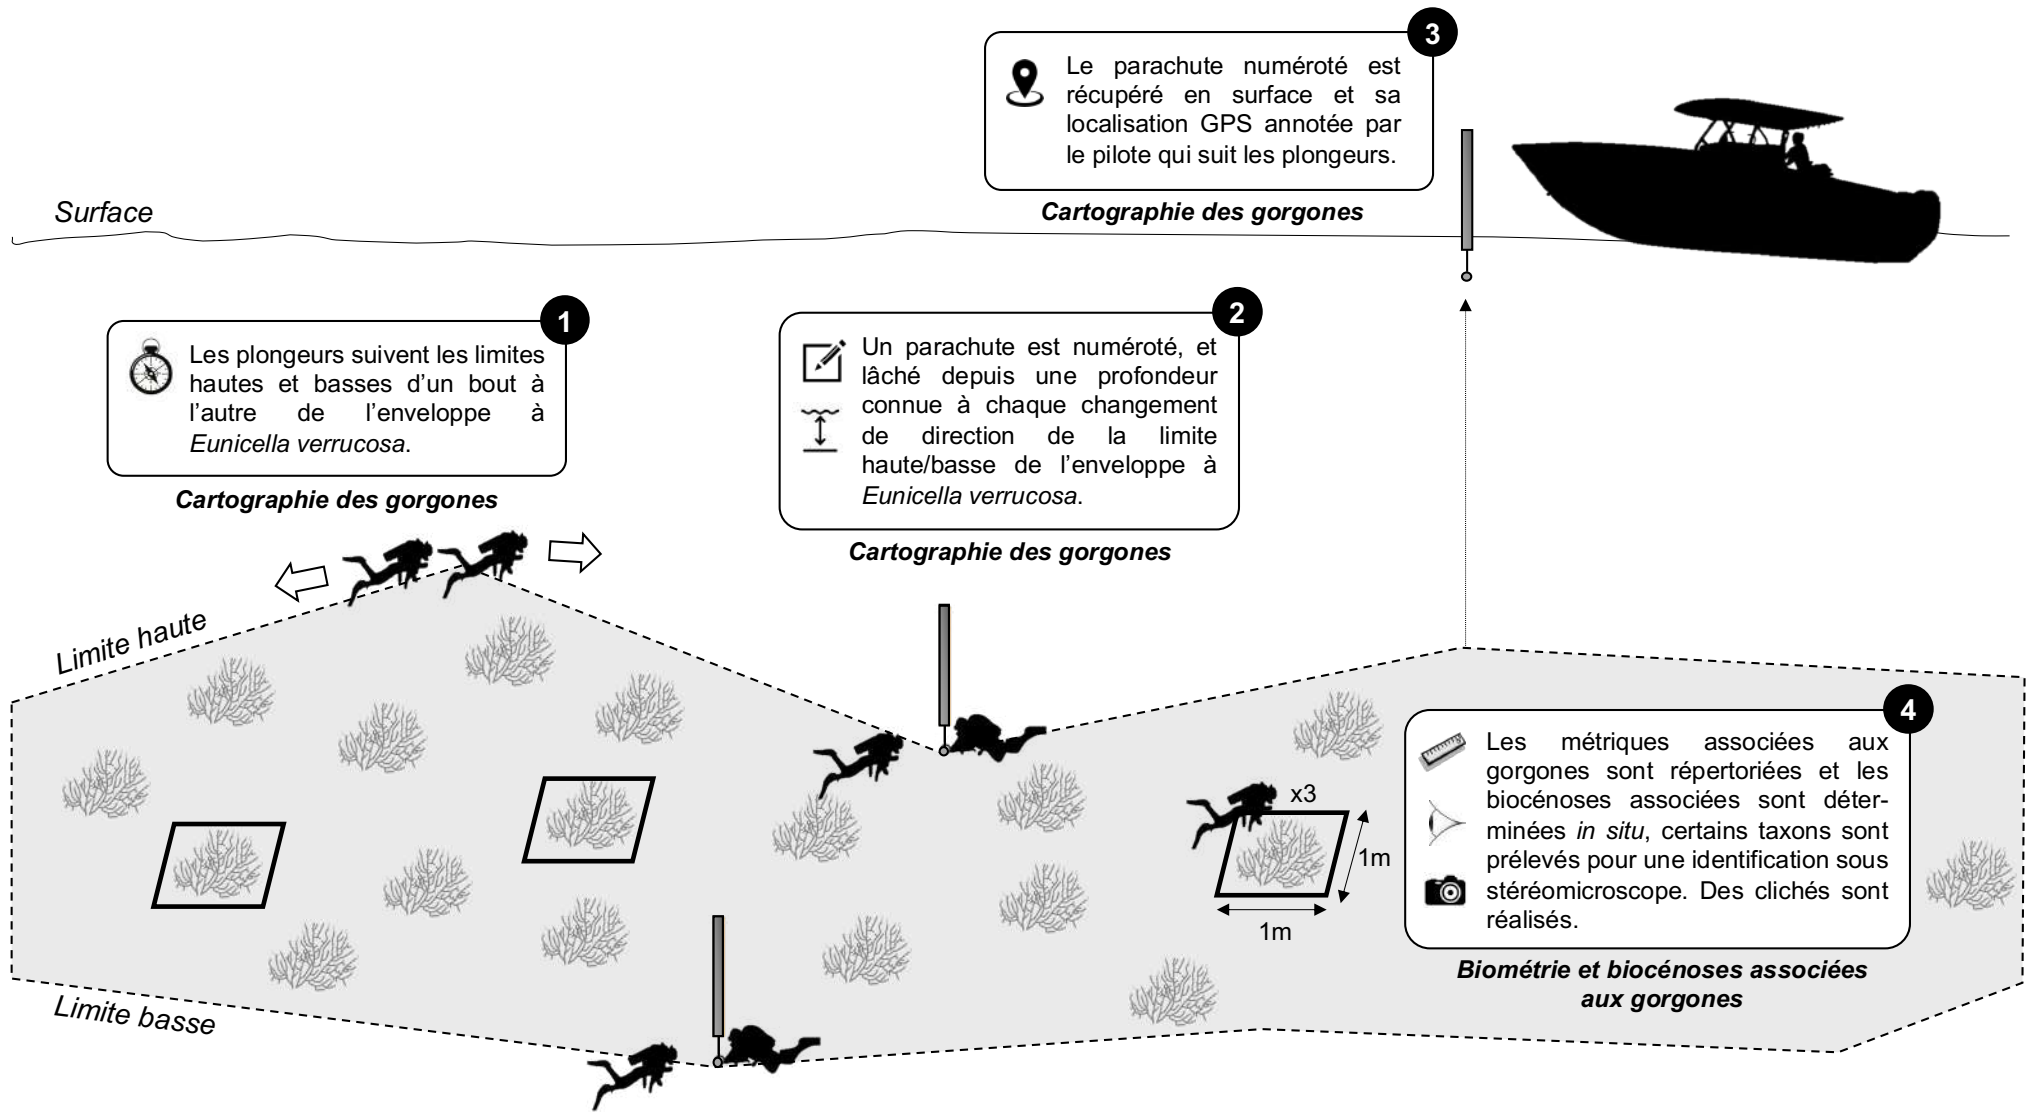 3
Le parachute numéroté est
récupéré en surface et sa
localisation GPS annotée par
le pilote qui suit les plongeurs.
Cartographie des gorgones
Surface
1
Les plongeurs suivent les limites
hautes et basses d'un bout à
l'autre de l'enveloppe à
Eunicella verrucosa.
Cartographie des gorgones
2
Un parachute est numéroté, et
lâché depuis une profondeur
connue à chaque changement
de direction de la limite
haute/basse de l'enveloppe à
Eunicella verrucosa.
Cartographie des gorgones
Limite haute
x3
1m
1m
4
Les métriques associées aux
gorgones sont répertoriées et les
biocénoses associées sont déter-
minées in situ, certains taxons sont
prélevés pour une identification sous
stéréomicroscope. Des clichés sont
réalisés.
Biométrie et biocénoses associées
aux gorgones
Limite basse